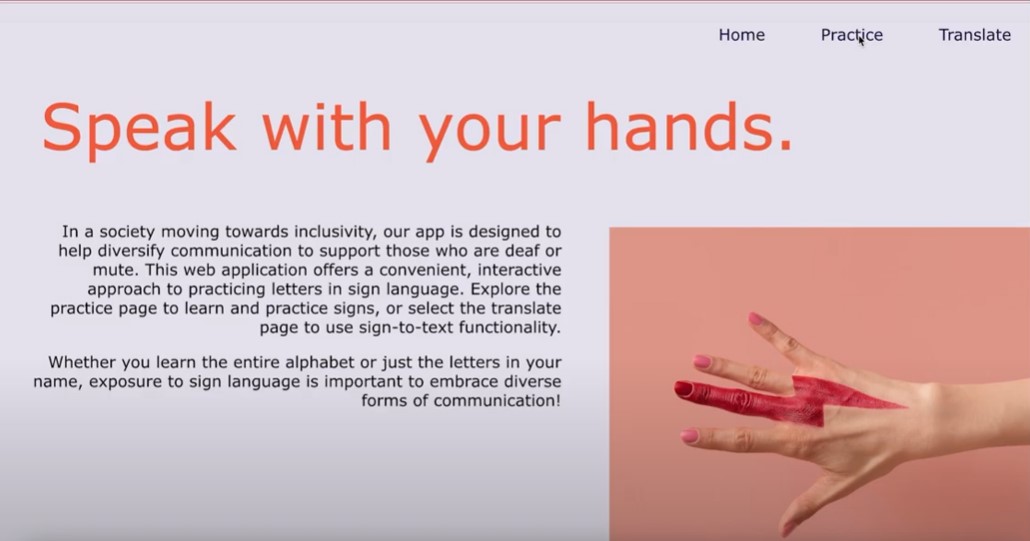 Home Practice Translate
Speak with your hands.
In a society moving towards inclusivity, our app is designed to
help diversify communication to support those who are deaf or
mute. This web application offers a convenient, interactive
approach to practicing letters in sign language. Explore the
practice page to learn and practice signs, or select the translate
page to use sign-to-text functionality.
Whether you learn the entire alphabet or just the letters in your
name, exposure to sign language is important to embrace diverse
forms of communication!